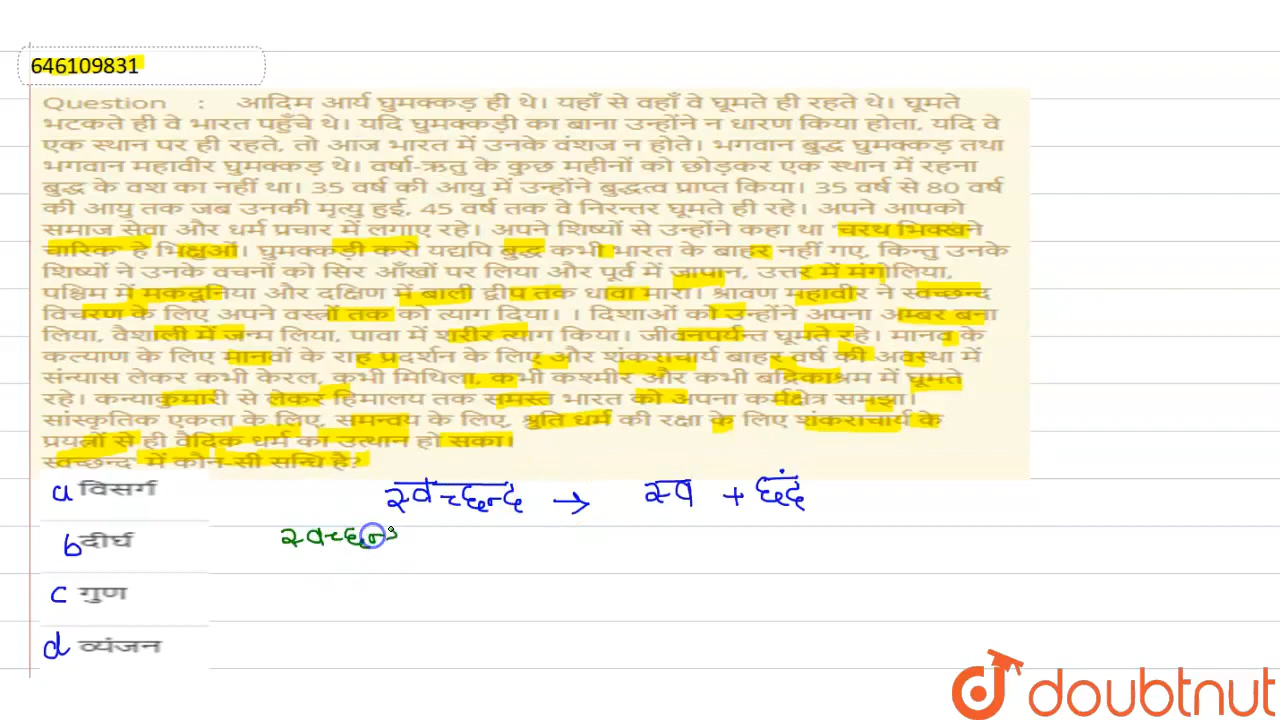 646109831
Question : आदिम आर्य घुमक्कड़ ही थे। यहाँ से वहाँ वे घूमते ही रहते थे। घूमते
भटकते ही वे भारत पहुँचे थे। यदि घुमक्कड़ी का बाना उन्होंने न धारण किया होता, यदि वे
एक स्थान पर ही रहते, तो आज भारत में उनके वंशज न होते। भगवान बुद्ध घुमक्कड़ तथा
भगवान महावीर घुमक्कड़ थे। वर्षा-ऋतु के कुछ महीनों को छोड़कर एक स्थान में रहना
बुद्ध के वश का नहीं था। 35 वर्ष की आयु में उन्होंने बुद्धत्व प्राप्त किया। 35 वर्ष से 80 वर्ष
की आयु तक जब उनकी मृत्यु हुई, 45 वर्ष तक वे निरन्तर घूमते ही रहे। अपने आपको
समाज सेवा और धर्म प्रचार में लगाए रहे। अपने शिष्यों से उन्होंने कहा था 'चरथ भिक्खने
चारिक' हे भिक्षुओं। घुमक्कड़ी करो यद्यपि बुद्ध कभी भारत के बाहर नहीं गए, किन्तु उनके
शिष्यों ने उनके वचनों को सिर आँखों पर लिया और पूर्व में जापान, उत्तर में मंगोलिया,
पश्चिम में मकदूनिया और दक्षिण में बाली द्वीप तक धावा मारा। श्रावण महावीर ने स्वच्छन्द
विचरण के लिए अपने वस्त्रों तक को त्याग दिया। । दिशाओं को उन्होंने अपना अम्बर बना
लिया, वैशाली में जन्म लिया, पावा में शरीर त्याग किया। जीवनपर्यन्त घूमते रहे। मानव के
कल्याण के लिए मानवों के राह प्रदर्शन के लिए और शंकराचार्य बाहर वर्ष की अवस्था में
संन्यास लेकर कभी केरल, कभी मिथिला, कभी कश्मीर और कभी बद्रिकाश्रम में घूमते
रहे। कन्याकुमारी से लेकर हिमालय तक समस्त भारत को अपना कर्मक्षेत्र समझा।
सांस्कृतिक एकता के लिए, समन्वय के लिए, श्रुति धर्म की रक्षा के लिए शंकराचार्य के
प्रयत्नों से ही वैदिक धर्म का उत्थान हो सका।
स्वच्छन्द' में कौन-सी सन्धि है?
a विसर्ग
स्वच्छन्द → स्व + छंद
b दीर्घ
स्वच्छन्
c गुण
d व्यंजन
doubtnut